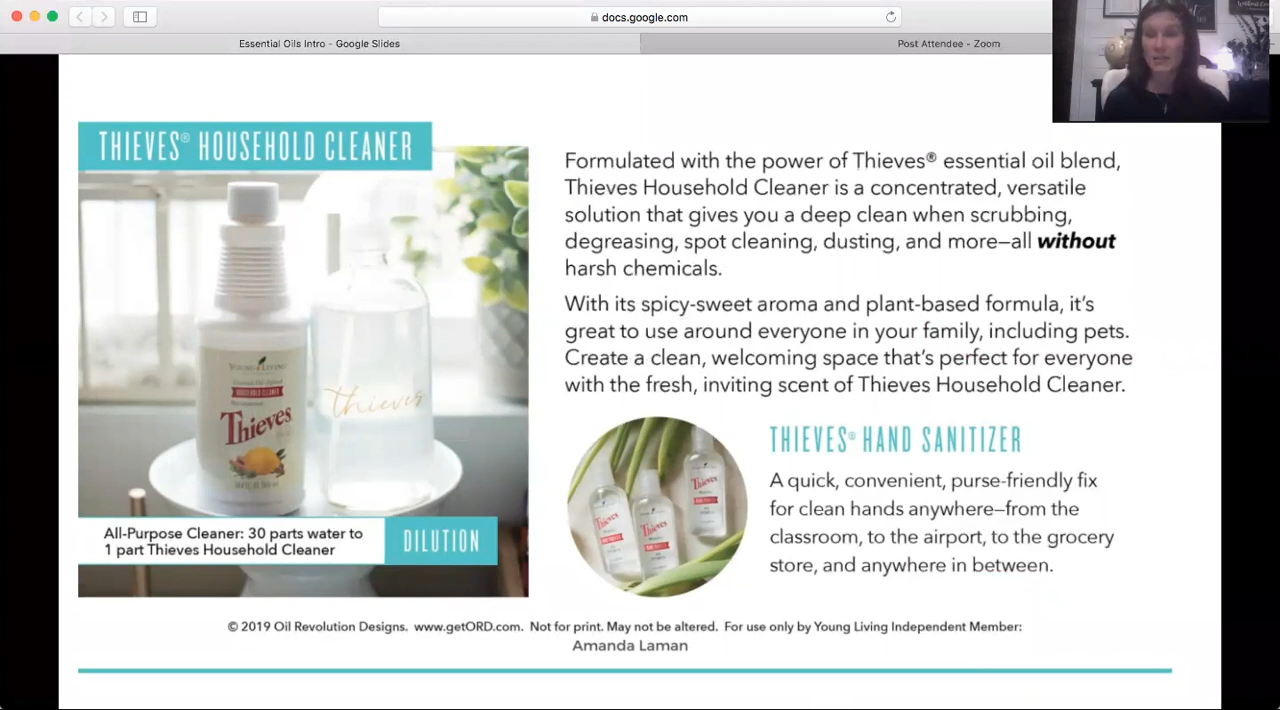 docs.google.com
Essential Oils Intro - Google Slides
Post Attendee - Zoom
THIEVES® HOUSEHOLD CLEANER
Formulated with the power of Thieves® essential oil blend,
Thieves Household Cleaner is a concentrated, versatile
solution that gives you a deep clean when scrubbing,
degreasing, spot cleaning, dusting, and more—all without
harsh chemicals.
With its spicy-sweet aroma and plant-based formula, it's
great to use around everyone in your family, including pets.
Create a clean, welcoming space that's perfect for everyone
with the fresh, inviting scent of Thieves Household Cleaner.
YOUNG LIVING
HOUSEHOLD CLEANER
Thieves
thieves
All-Purpose Cleaner: 30 parts water to
1 part Thieves Household Cleaner
DILUTION
Thieves
Thieves
Thieves
THIEVES® HAND SANITIZER
A quick, convenient, purse-friendly fix
for clean hands anywhere—from the
classroom, to the airport, to the grocery
store, and anywhere in between.
© 2019 Oil Revolution Designs. www.getORD.com. Not for print. May not be altered. For use only by Young Living Independent Member:
Amanda Laman